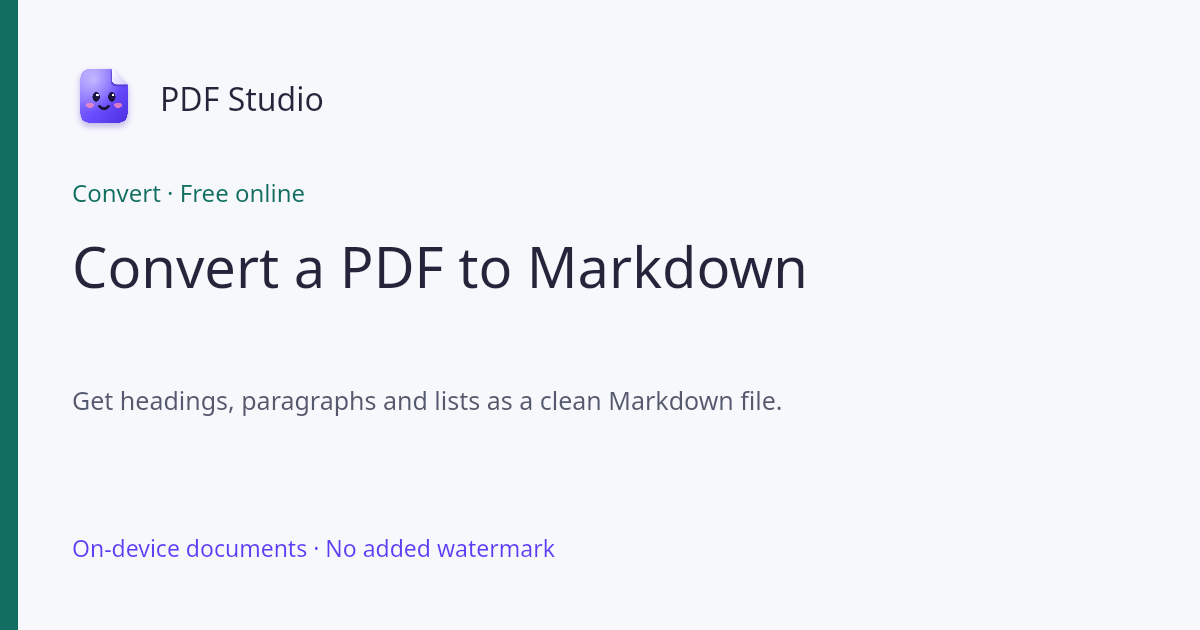 PDF Studio
Convert · Free online
Convert a PDF to Markdown
Get headings, paragraphs and lists as a clean Markdown file.
On-device documents · No added watermark